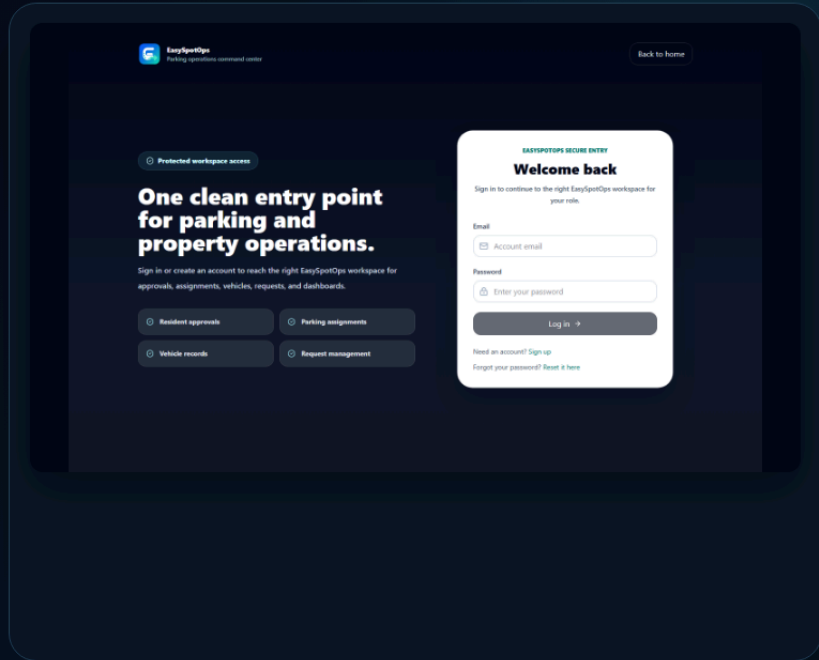 EasySpotOps
Parking operations command center
Back to home
Protected workspace access
One clean entry point
for parking and
property operations.
Sign in or create an account to reach the right EasySpotOps workspace for
approvals, assignments, vehicles, requests, and dashboards.
Resident approvals
Parking assignments
Vehicle records
Request management
EASYSPOTOPS SECURE ENTRY
Welcome back
Sign in to continue to the right EasySpotOps workspace for
your role.
Email
Account email
Password
Enter your password
Log in →
Need an account? Sign up
Forgot your password? Reset it here